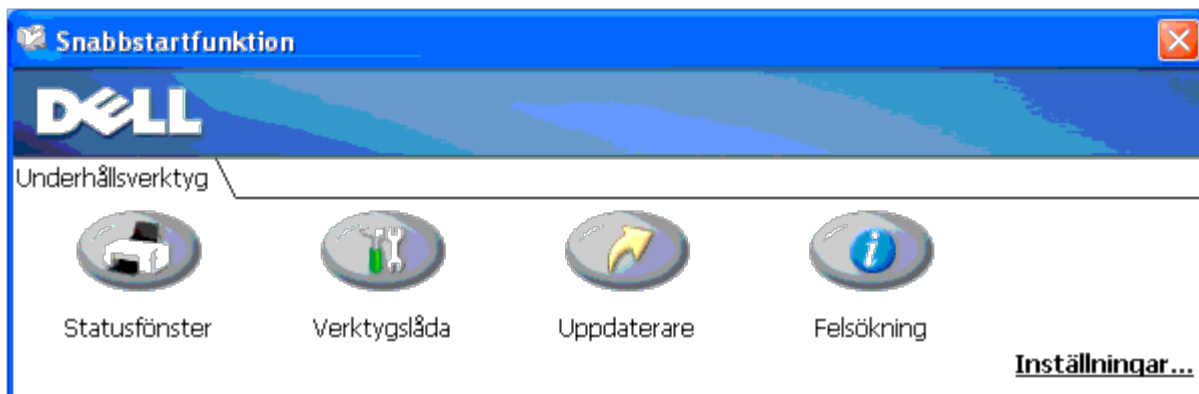 Snabbstartfunktion
DELL
Underhållsverktyg
Statusfönster Verktygslåda Uppdaterare Felsökning
Inställningar...